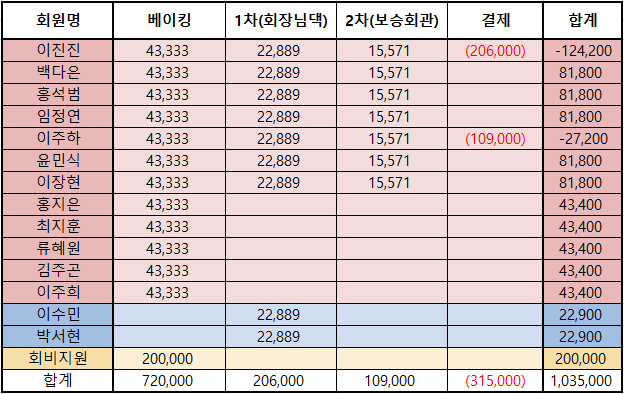 회원명 베이킹 1차(회장님댁) 2차(보승회관) 결제 합계
이진진 43,333 22,889 15,571 (206,000) -124,200
백다은 43,333 22,889 15,571 81,800
홍석범 43,333 22,889 15,571 81,800
임정연 43,333 22,889 15,571 81,800
이주하 43,333 22,889 15,571 (109,000) -27,200
윤민식 43,333 22,889 15,571 81,800
이장현 43,333 22,889 15,571 81,800
홍지은 43,333 43,400
최지훈 43,333 43,400
류혜원 43,333 43,400
김주곤 43,333 43,400
이주희 43,333 43,400
이수민 22,889 22,900
박서현 22,889 22,900
회비지원 200,000 200,000
합계 720,000 206,000 109,000 (315,000) 1,035,000